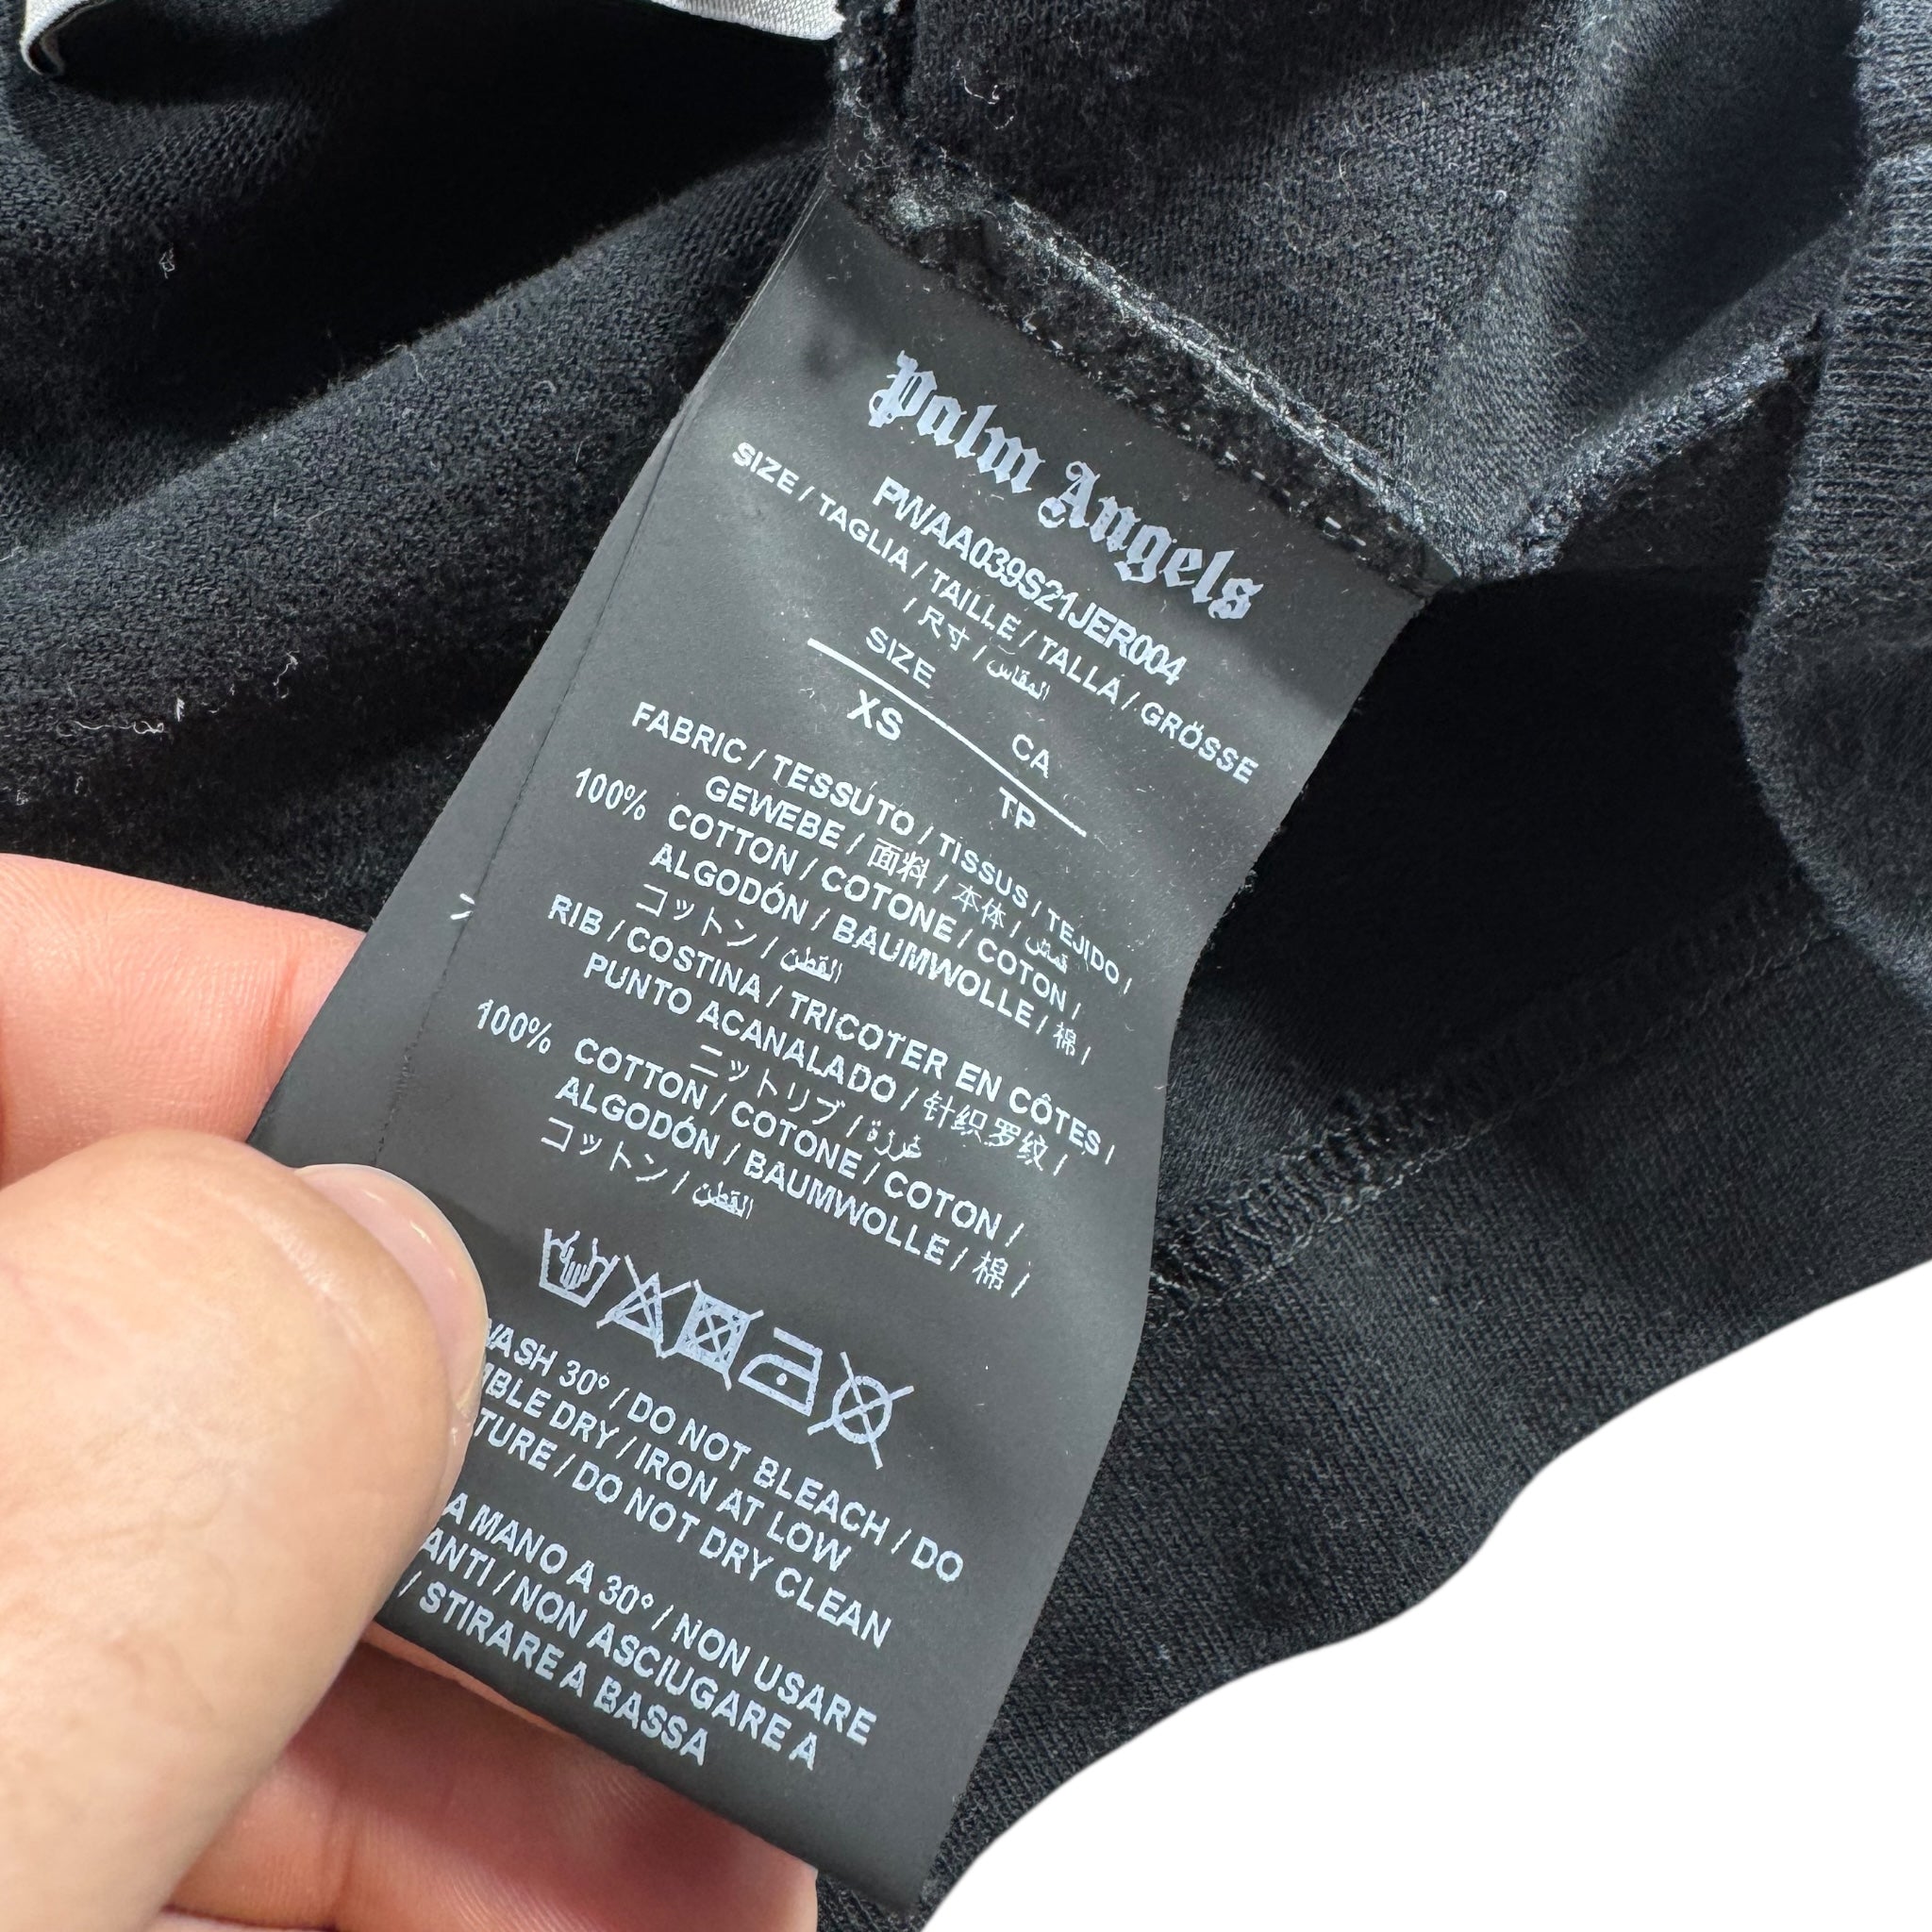 Palm Angels
PWAA039S21JER004
SIZE / TAGLIA / TAILLE / TALLA / GRÖSSE
/ 尺寸 / المقاس
SIZE CA
XS TP
FABRIC / TESSUTO / TISSUS / TEJIDO /
GEWEBE / 面料 / 本体 / قماش
100% COTTON / COTONE / COTON /
ALGODÓN / BAUMWOLLE / 棉 /
コットン / القطن
RIB / COSTINA / TRICOTER EN CÔTES /
PUNTO ACANALADO / 针织罗纹 /
ニットリブ / غرزة
100% COTTON / COTONE / COTON /
ALGODÓN / BAUMWOLLE / 棉 /
コットン / القطن
WASH 30° / DO NOT BLEACH / DO
DRY / IRON AT LOW
/ DO NOT DRY CLEAN
A MANO A 30° / NON USARE
/ NON ASCIUGARE A
/ STIRARE A BASSA